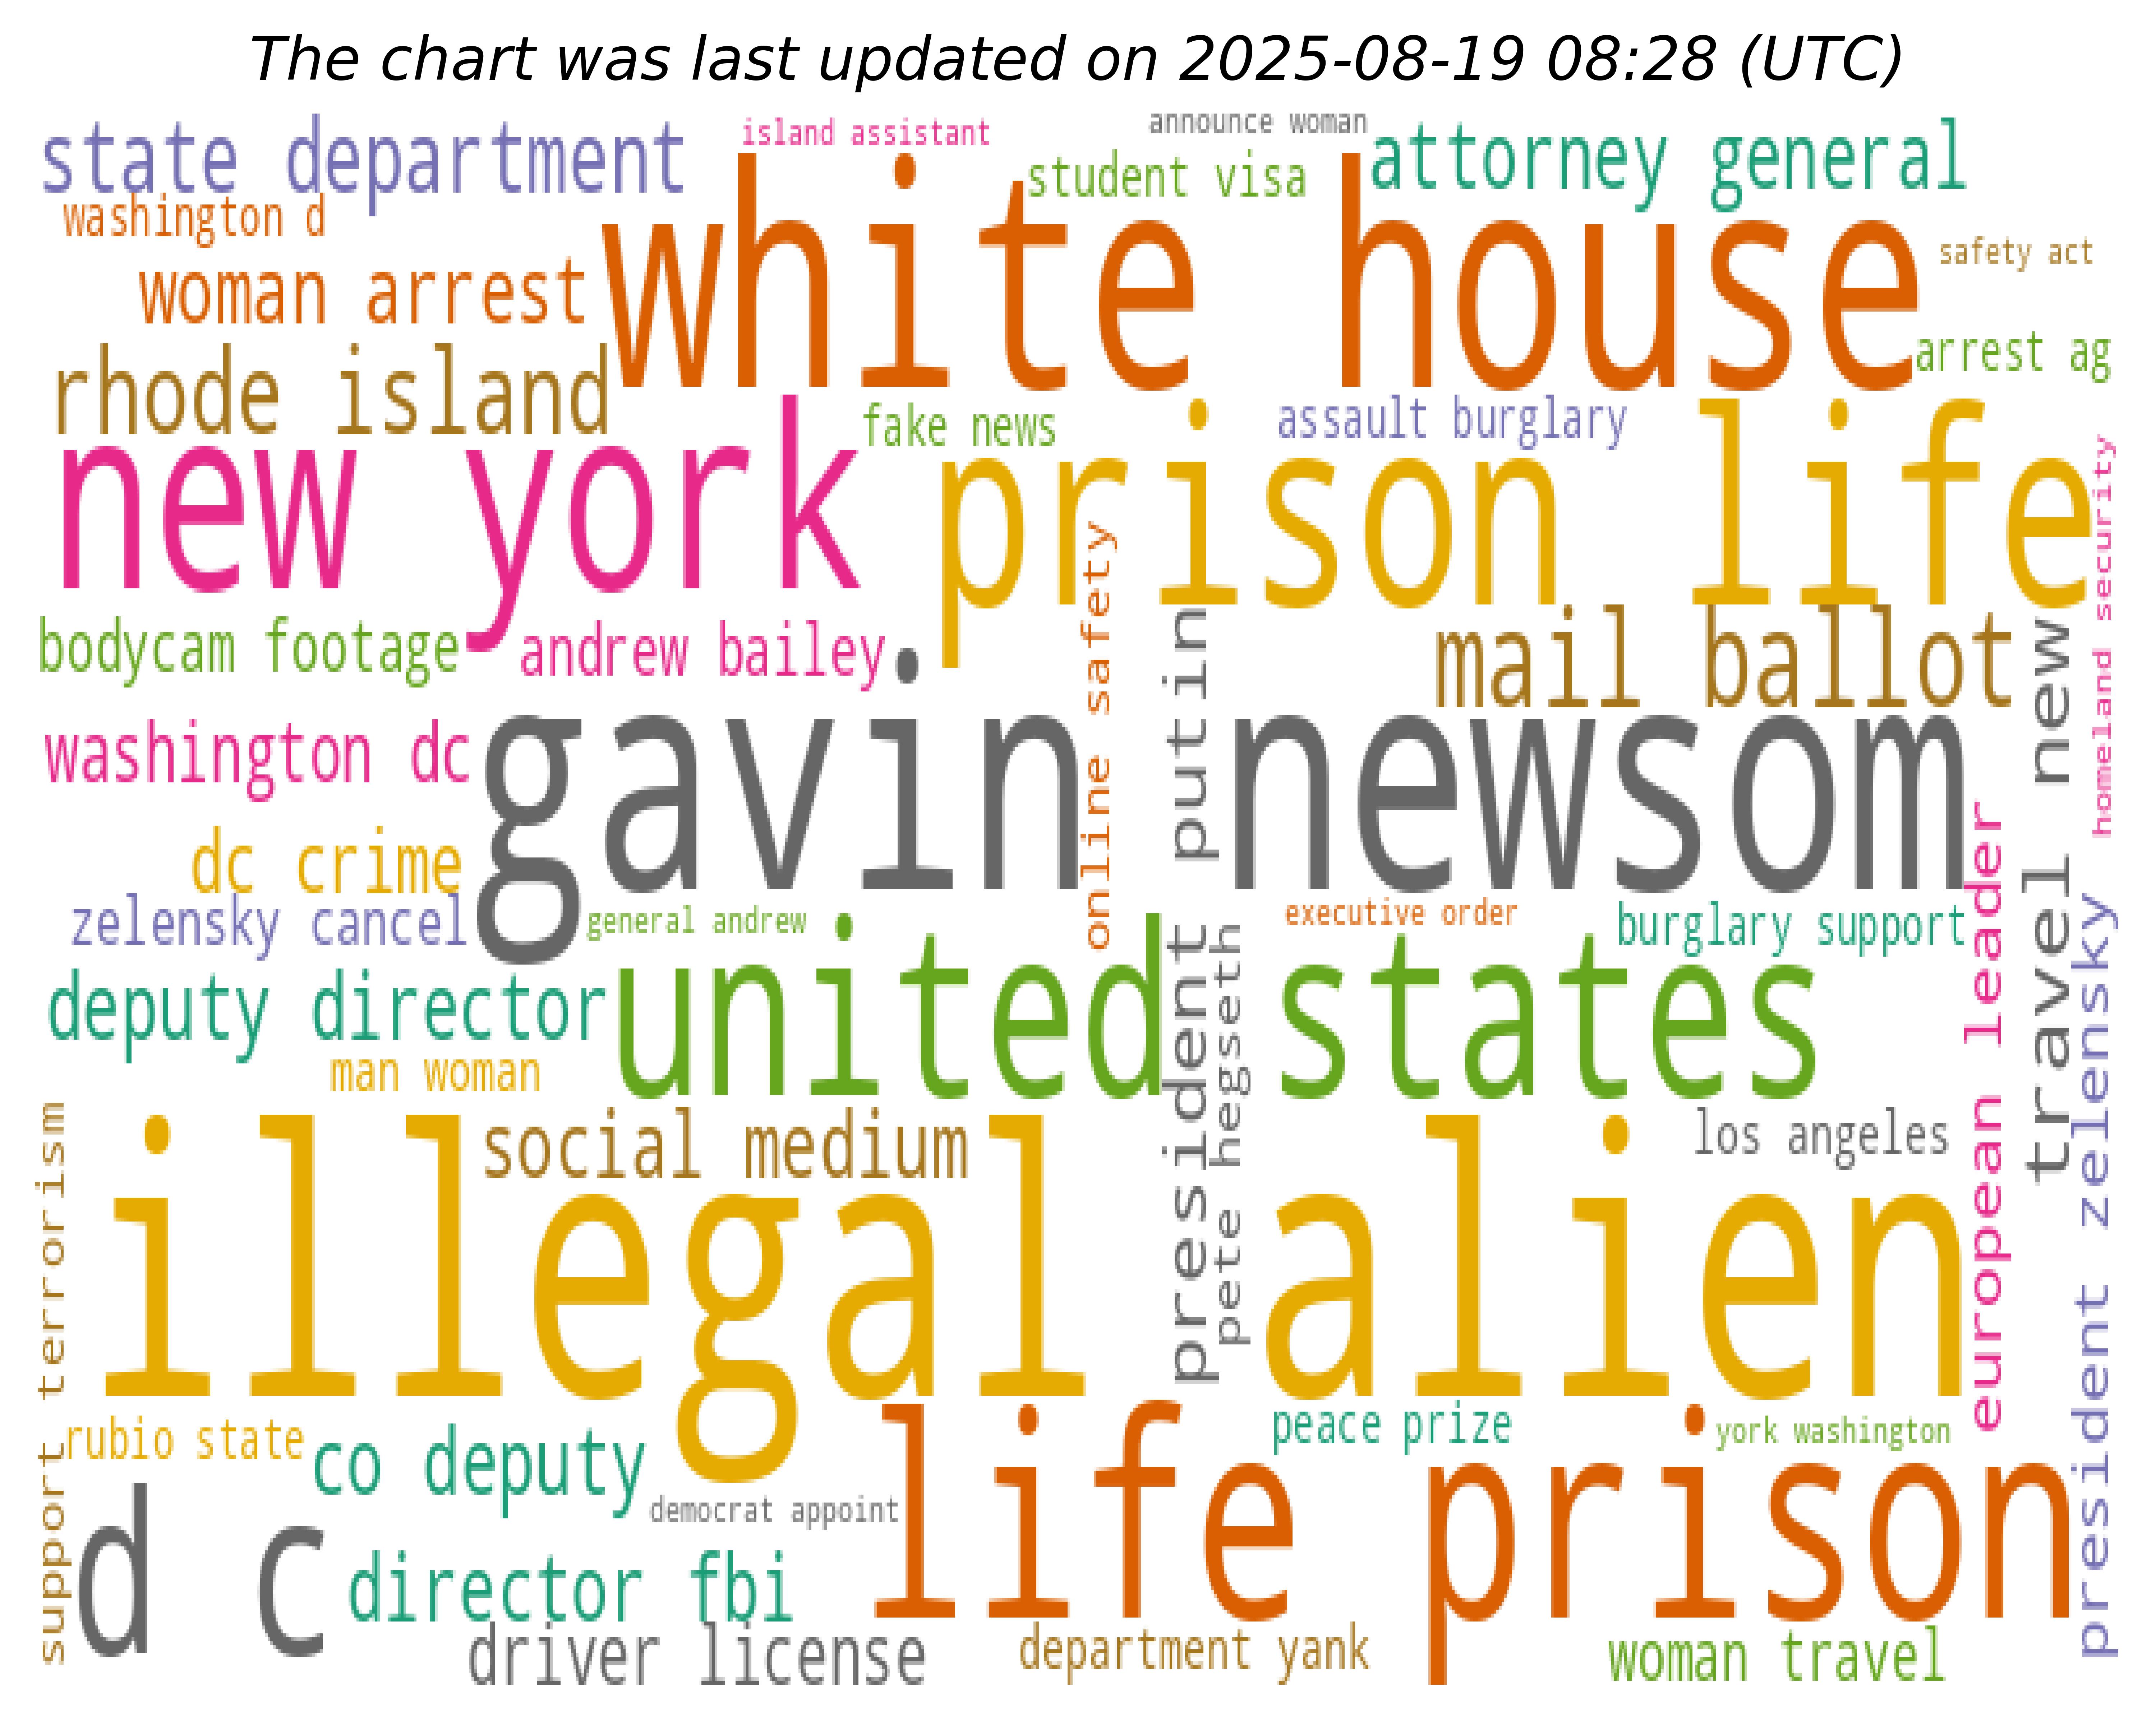 The chart was last updated on 2025-08-19 08:28 (UTC)
state department
island assistant
announce woman
student visa
attorney general
washington d
white house
safety act
woman arrest
arrest ag
rhode island
new york
fake news
assault burglary
prison life
homeland security
online safety
bodycam footage
andrew bailey
president putin
mail ballot
travel new
washington dc
gavin newsom
dc crime
european leader
zelensky cancel
general andrew
executive order
burglary support
president zelensky
deputy director
united states
pete hegseth
man woman
support terrorism
social medium
los angeles
illegal alien
rubio state
co deputy
peace prize
york washington
democrat appoint
life prison
d c
director fbi
driver license
department yank
woman travel